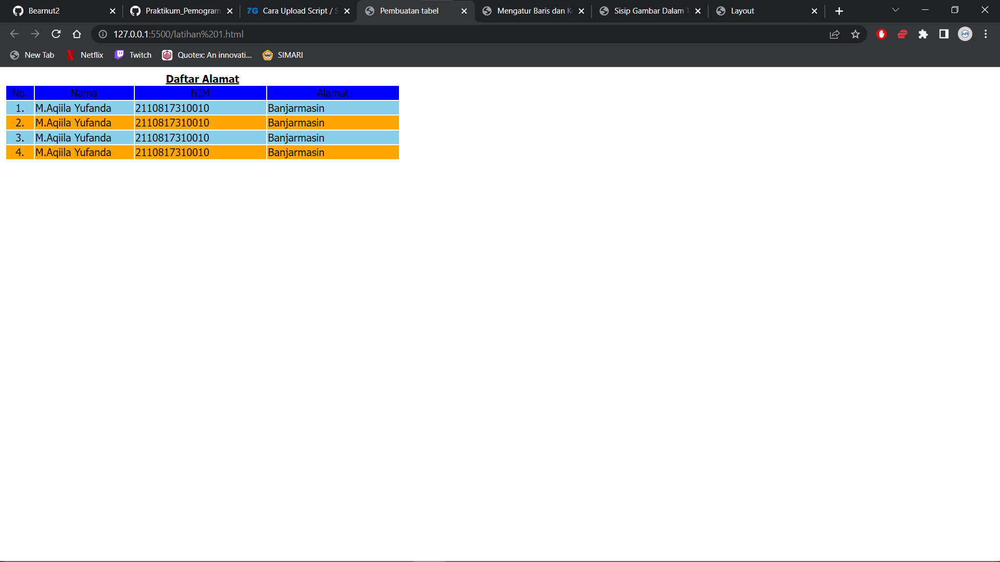 Bearnut2
Praktikum_Pemogram
7G Cara Upload Script / S
Pembuatan tabel
Mengatur Baris dan Ko
Sisip Gambar Dalam T
Layout
127.0.0.1:5500/latihan%201.html
New Tab
Netflix
Twitch
Quotex: An innovati...
SIMARI
Daftar Alamat
No. Nama NIM Alamat
1. M.Aqiila Yufanda 2110817310010 Banjarmasin
2. M.Aqiila Yufanda 2110817310010 Banjarmasin
3. M.Aqiila Yufanda 2110817310010 Banjarmasin
4. M.Aqiila Yufanda 2110817310010 Banjarmasin